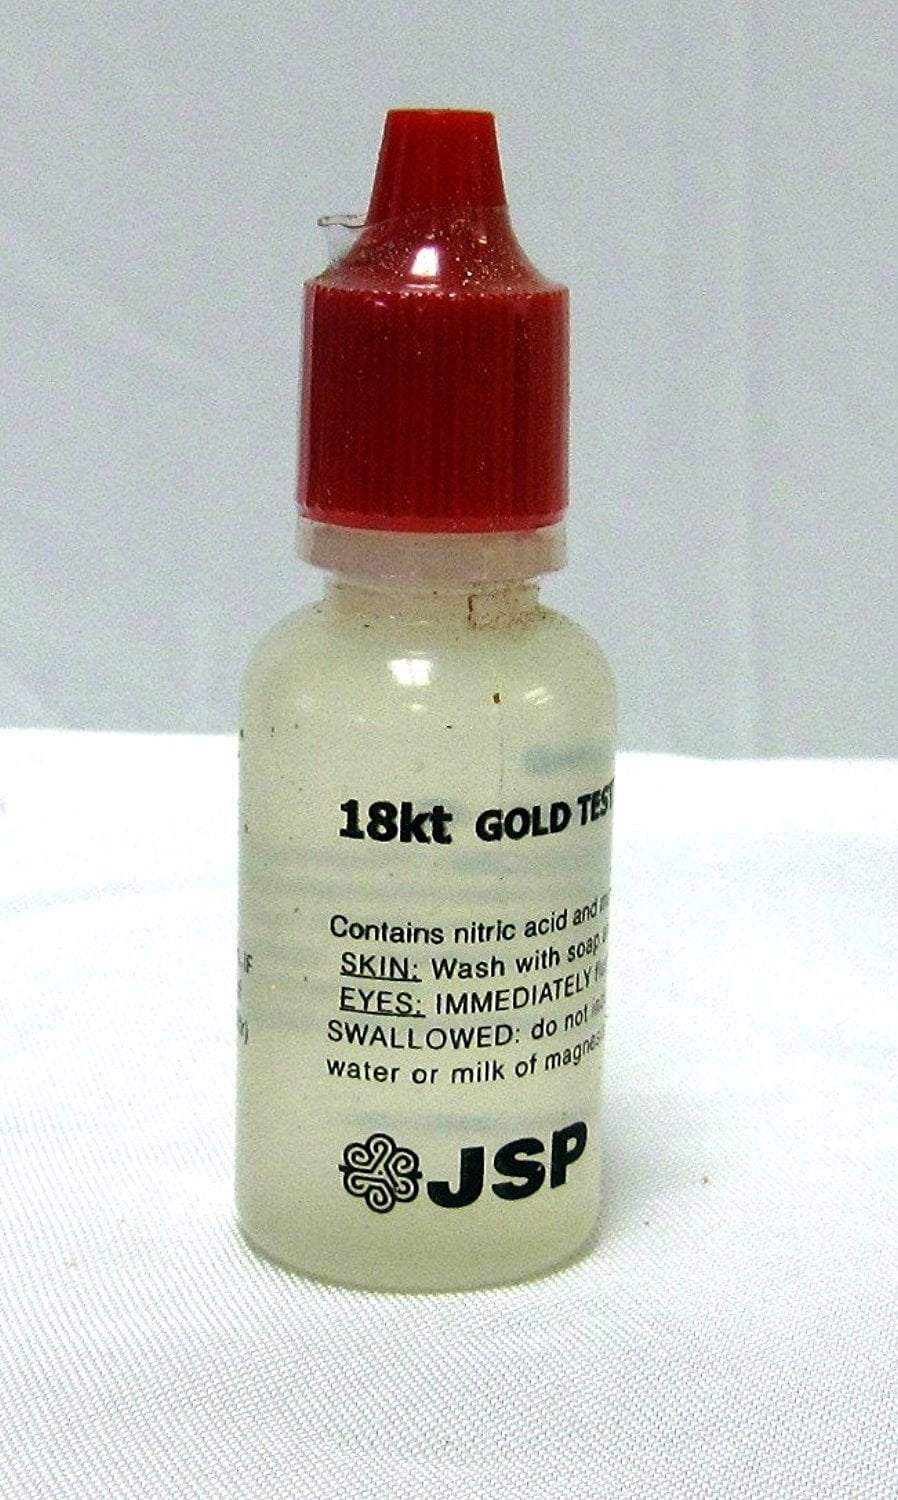 18kt GOLD TEST
Contains nitric acid and
SKIN: Wash with soap
EYES: IMMEDIATELY
SWALLOWED: do not
water or milk of magnes
JSP